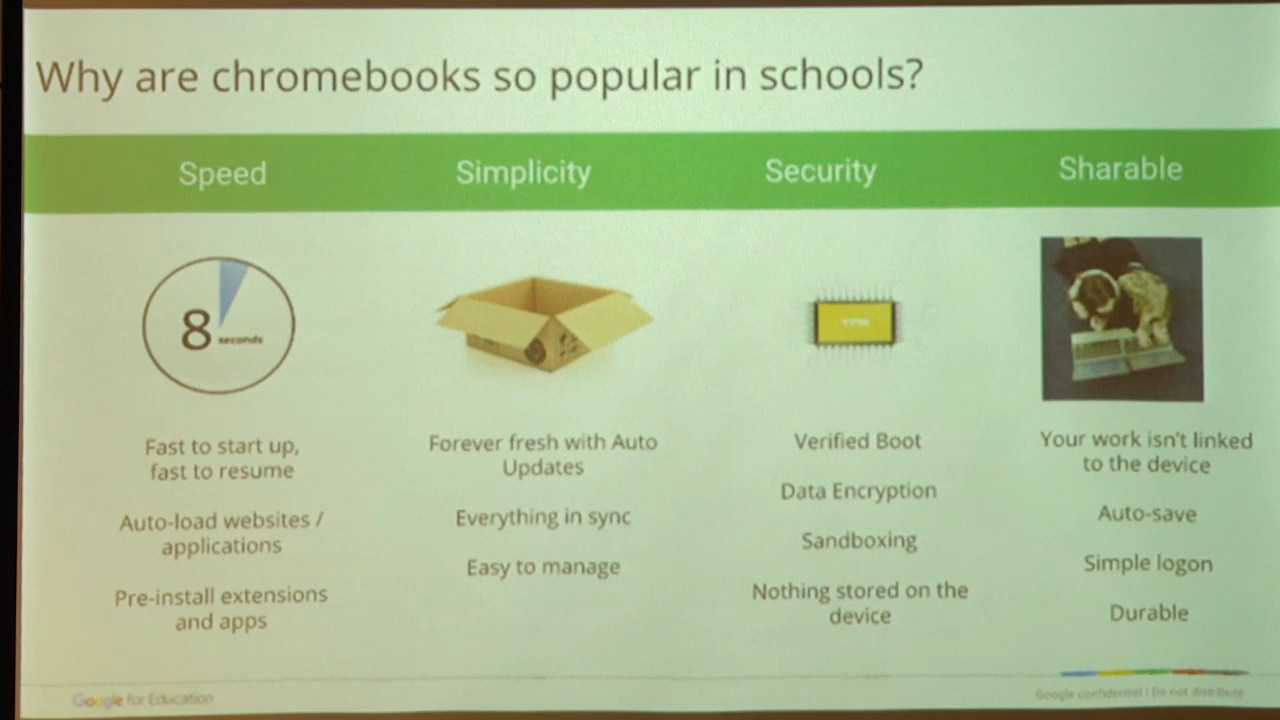 Why are chromebooks so popular in schools?
Speed
Simplicity
Security
Sharable
8
seconds
Fast to start up,
fast to resume
Auto-load websites /
applications
Pre-install extensions
and apps
Forever fresh with Auto
Updates
Everything in sync
Easy to manage
TPM
Verified Boot
Data Encryption
Sandboxing
Nothing stored on the
device
Your work isn't linked
to the device
Auto-save
Simple logon
Durable
Google for Education
Google confidential | Do not distribute